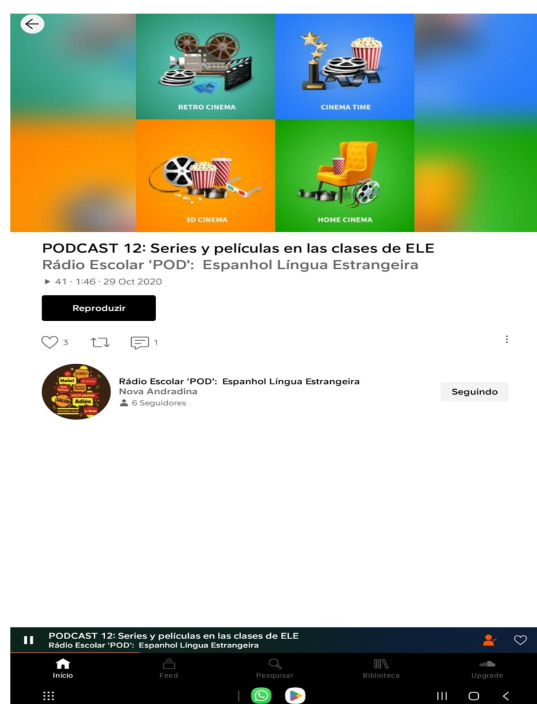 RETRO CINEMA
CINEMA TIME
3D CINEMA
HOME CINEMA
PODCAST 12: Series y películas en las clases de ELE
Rádio Escolar 'POD': Espanhol Língua Estrangeira
41 · 1:46 · 29 Oct 2020
Reproduzir
3 1
Rádio Escolar 'POD': Espanhol Língua Estrangeira
Nova Andradina
6 Seguidores
Seguindo
Hola!
Adiós
PODCAST 12: Series y películas en las clases de ELE
Rádio Escolar 'POD': Espanhol Língua Estrangeira
Início Feed Pesquisar Biblioteca Upgrade